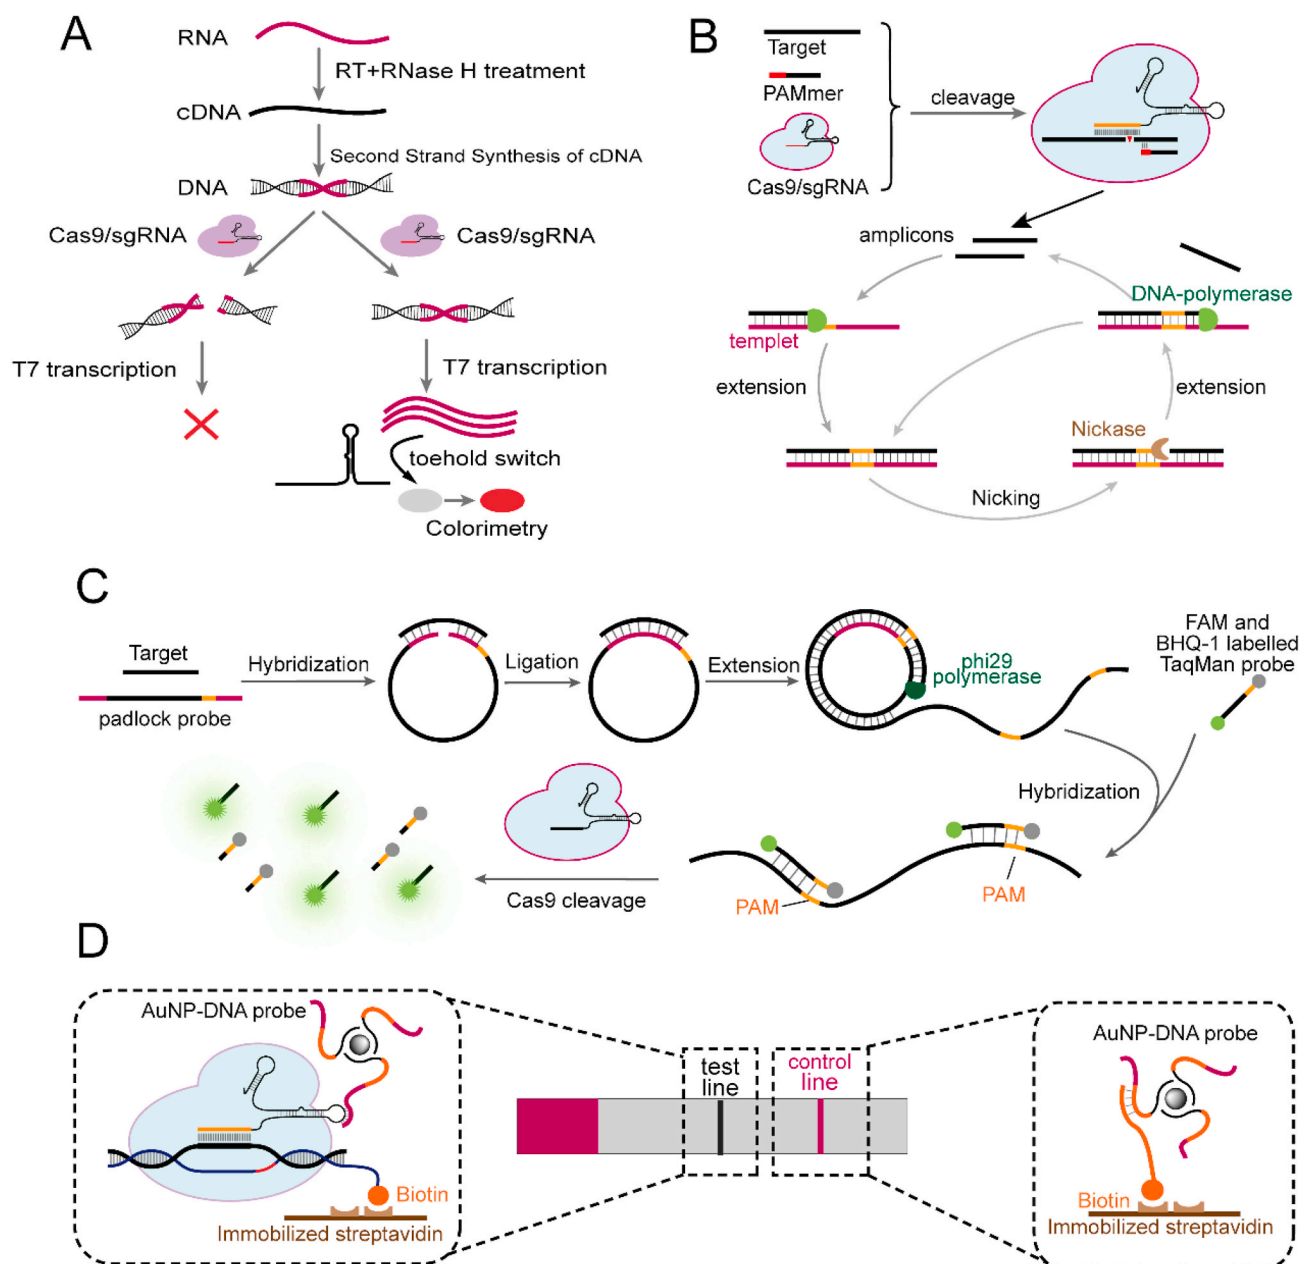 A
RNA
RT+RNase H treatment
cDNA
Second Strand Synthesis of cDNA
DNA
Cas9/sgRNA
Cas9/sgRNA
T7 transcription
T7 transcription
toehold switch
Colorimetry
B
Target
PAMmer
Cas9/sgRNA
cleavage
amplicons
DNA-polymerase
templet
extension
extension
Nickase
Nicking
C
Target
padlock probe
Hybridization
Ligation
Extension
phi29
polymerase
FAM and
BHQ-1 labelled
TaqMan probe
Hybridization
PAM
PAM
Cas9 cleavage
D
AuNP-DNA probe
Biotin
Immobilized streptavidin
test
line
control
line
AuNP-DNA probe
Biotin
Immobilized streptavidin